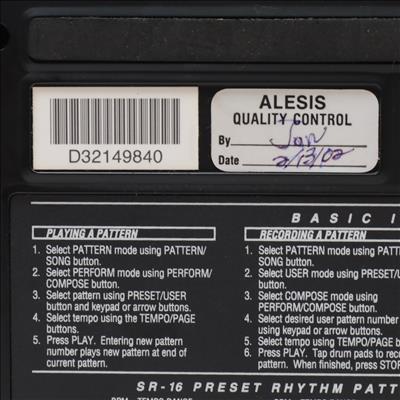 D32149840
ALESIS
QUALITY CONTROL
By Jon
Date 2/13/02
BASIC I
PLAYING A PATTERN
1. Select PATTERN mode using PATTERN/
SONG button.
2. Select PERFORM mode using PERFORM/
COMPOSE button.
3. Select pattern using PRESET/USER
button and keypad or arrow buttons.
4. Select tempo using the TEMPO/PAGE
buttons.
5. Press PLAY. Entering new pattern
number plays new pattern at end of
current pattern.
RECORDING A PATTERN
1. Select PATTERN mode using PATT
SONG button.
2. Select USER mode using PRESET/U
button.
3. Select COMPOSE mode using
PERFORM/COMPOSE button.
4. Select desired user pattern number
using keypad or arrow buttons.
5. Select tempo using TEMPO/PAGE b
6. Press PLAY. Tap drum pads to reco
pattern. When finished, press STOP
SR-16 PRESET RHYTHM PATT